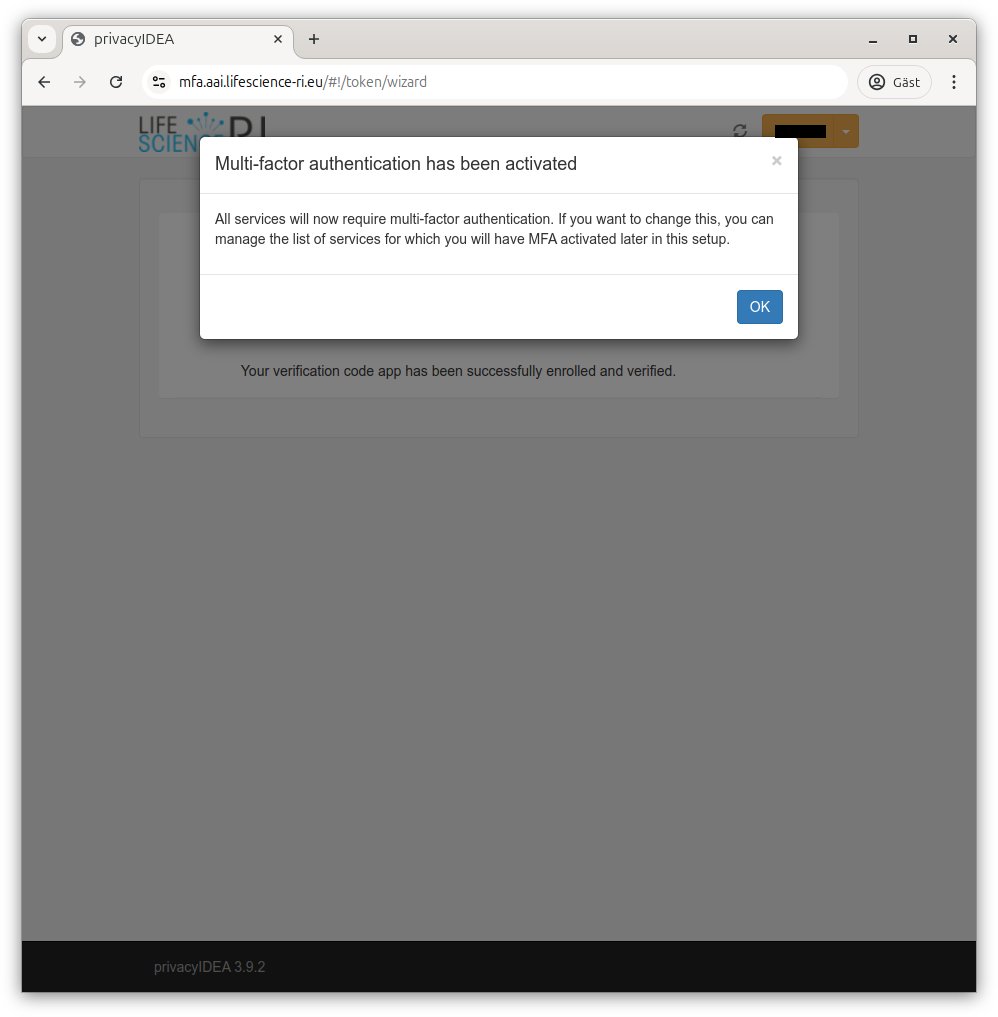 privacyIDEA
mfa.aai.lifescience-ri.eu/#!/token/wizard
Gäst
LIFE
SCIENCE RI
Multi-factor authentication has been activated
All services will now require multi-factor authentication. If you want to change this, you can
manage the list of services for which you will have MFA activated later in this setup.
OK
Your verification code app has been successfully enrolled and verified.
privacyIDEA 3.9.2